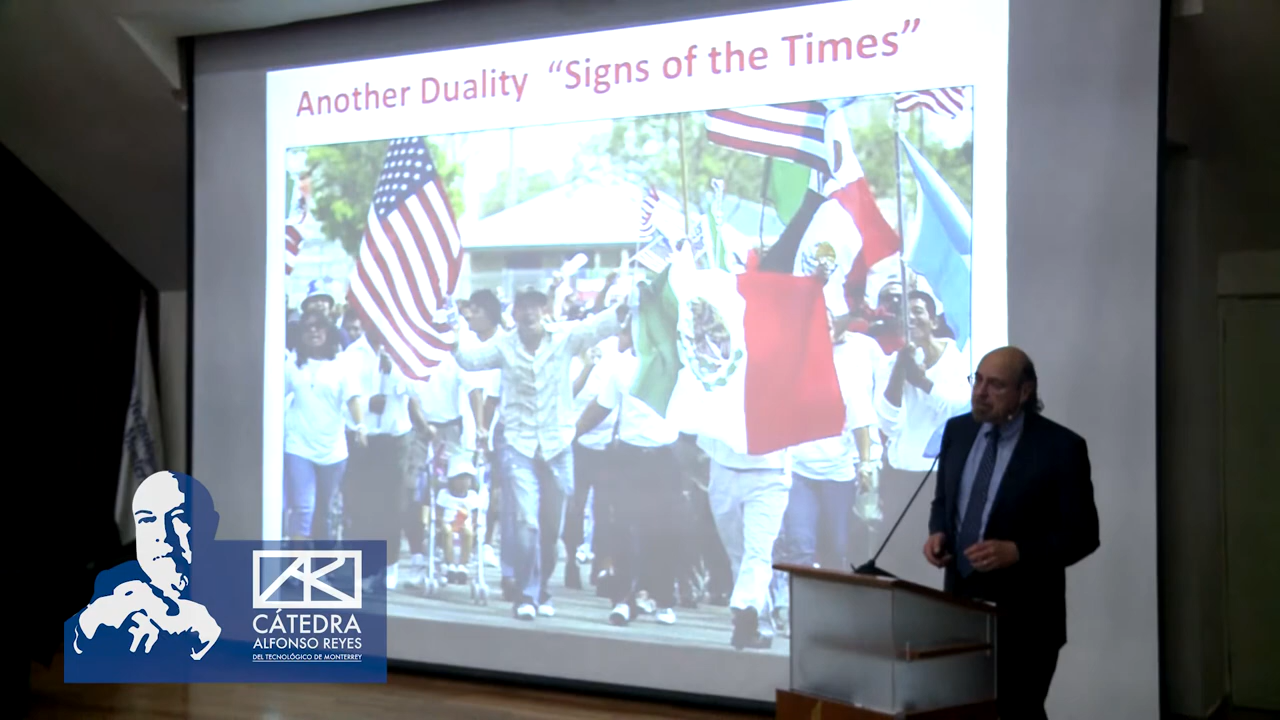 Another Duality “Signs of the Times”
CÁTEDRA
ALFONSO REYES
DEL TECNOLÓGICO DE MONTERREY